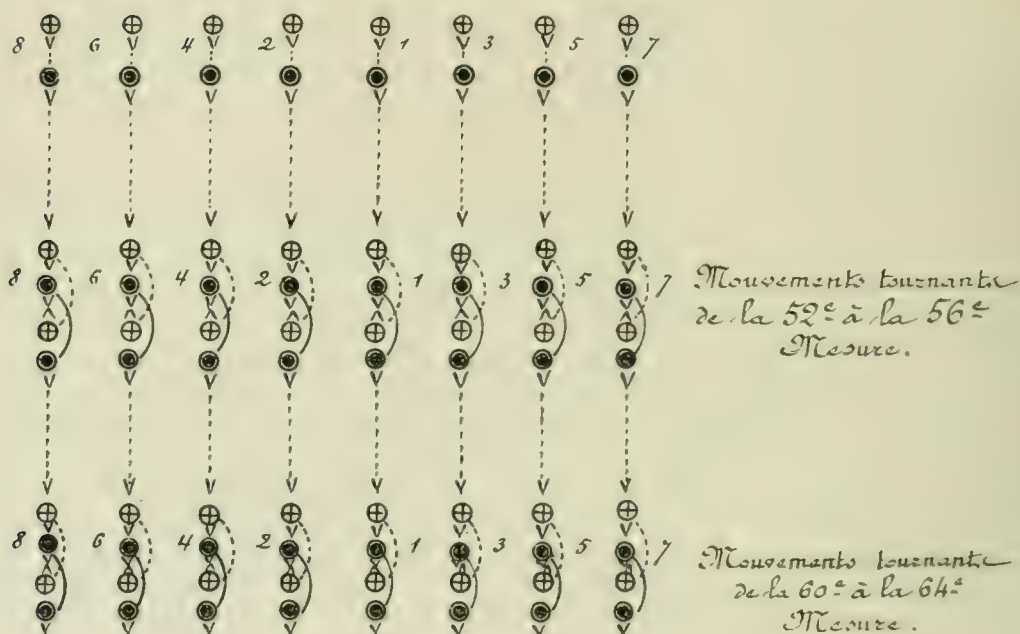 8 6 4 2 1 3 5 7
8 6 4 2 1 3 5 7
Mouvements tournants
de la 52e à la 56e
Mesure.
8 6 4 2 1 3 5 7
Mouvements tournants
de la 60e à la 64e
Mesure.